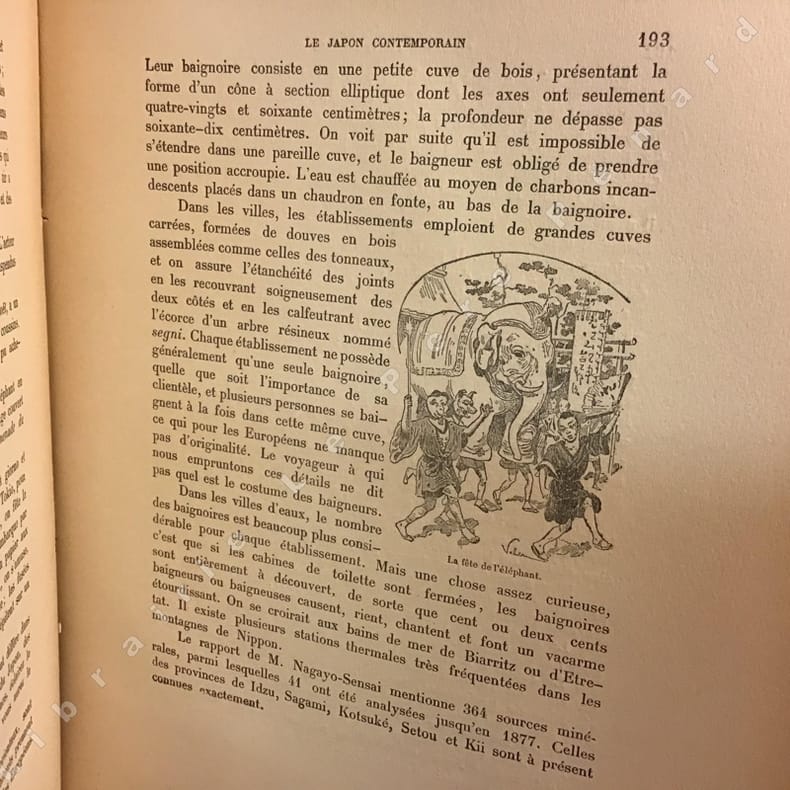 LE JAPON CONTEMPORAIN
193
Leur baignoire consiste en une petite cuve de bois, présentant la
forme d'un cône à section elliptique dont les axes ont seulement
quatre-vingts et soixante centimètres; la profondeur ne dépasse pas
soixante-dix centimètres. On voit par suite qu'il est impossible de
s'étendre dans une pareille cuve, et le baigneur est obligé de prendre
une position accroupie. L'eau est chauffée au moyen de charbons incan-
descents placés dans un chaudron en fonte, au bas de la baignoire.
Dans les villes, les établissements emploient de grandes cuves
carrées, formées de douves en bois
assemblées comme celles des tonneaux,
et on assure l'étanchéité des joints
en les recouvrant soigneusement des
deux côtés et en les calfeutrant avec
l'écorce d'un arbre résineux nommé
segni. Chaque établissement ne possède
généralement qu'une seule baignoire,
quelle que soit l'importance de sa
clientèle, et plusieurs personnes se bai-
gnent à la fois dans cette même cuve,
ce qui pour les Européens ne manque
pas d'originalité. Le voyageur à qui
nous empruntons ces détails ne dit
pas quel est le costume des baigneurs.
Dans les villes d'eaux, le nombre
des baignoires est beaucoup plus consi-
dérable pour chaque établissement. Mais une chose assez curieuse,
c'est que si les cabines de toilette sont fermées, les baignoires
sont entièrement à découvert, de sorte que cent ou deux cents
baigneurs ou baigneuses causent, rient, chantent et font un vacarme
étourdissant. On se croirait aux bains de mer de Biarritz ou d'Etre-
tat. Il existe plusieurs stations thermales très fréquentées dans les
montagnes de Nippon.
Le rapport de M. Nagayo-Sensai mentionne 364 sources miné-
rales, parmi lesquelles 41 ont été analysées jusqu'en 1877. Celles
des provinces de Idzu, Sagami, Kotsuké, Setou et Kii sont à présent
connues exactement.
La fête de l'éléphant.
Librairie Le Père Pénard